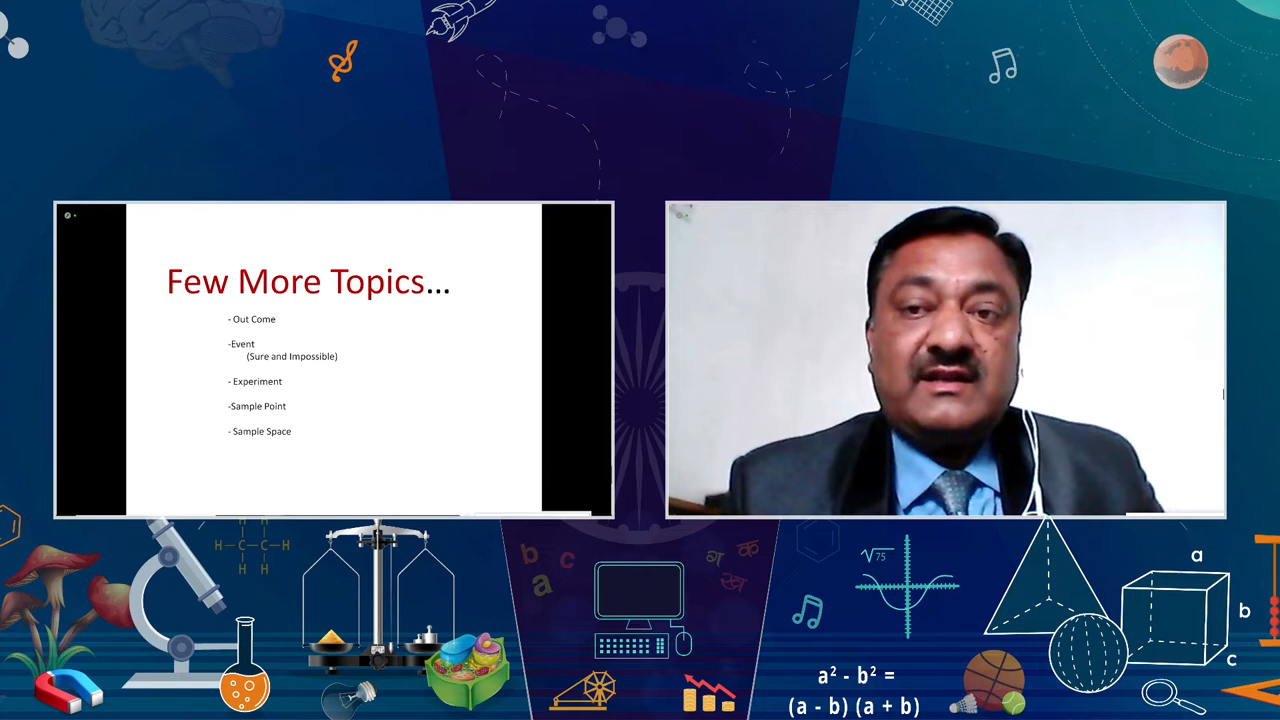 Few More Topics...
- Out Come
-Event
(Sure and Impossible)
- Experiment
-Sample Point
- Sample Space
H H
H—C—C—H
H H
b c
a
ग क
ख
√75
a
b
c
a² - b² =
(a - b) (a + b)